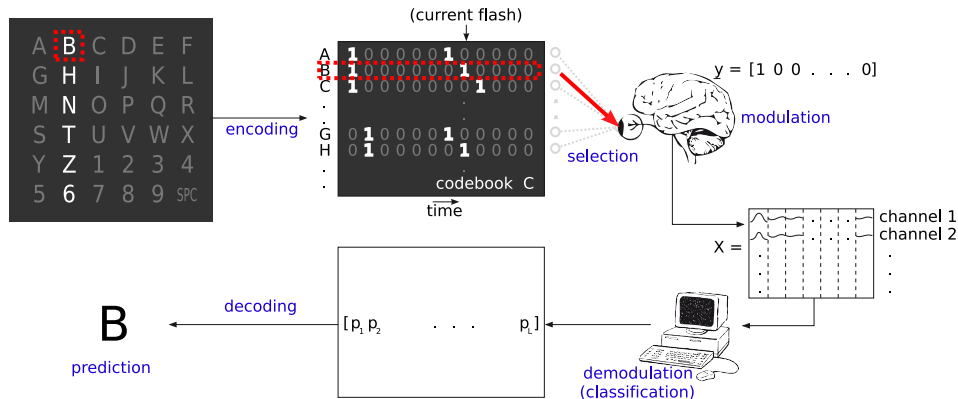 (current flash)
A B C D E F
G H I J K L
M N O P Q R
S T U V W X
Y Z 1 2 3 4
5 6 7 8 9 SPC
encoding
A 1 0 0 0 0 0 1 0 0 0 0 0
B 1 0 0 0 0 0 0 1 0 0 0 0
C 1 0 0 0 0 0 0 0 1 0 0 0
.
.
G 0 1 0 0 0 0 1 0 0 0 0 0
H 0 1 0 0 0 0 0 1 0 0 0 0
.
.
codebook C
time
selection
y = [1 0 0 . . . 0]
modulation
channel 1
channel 2
X =
demodulation
(classification)
[p1 p2 . . . pL]
decoding
B
prediction